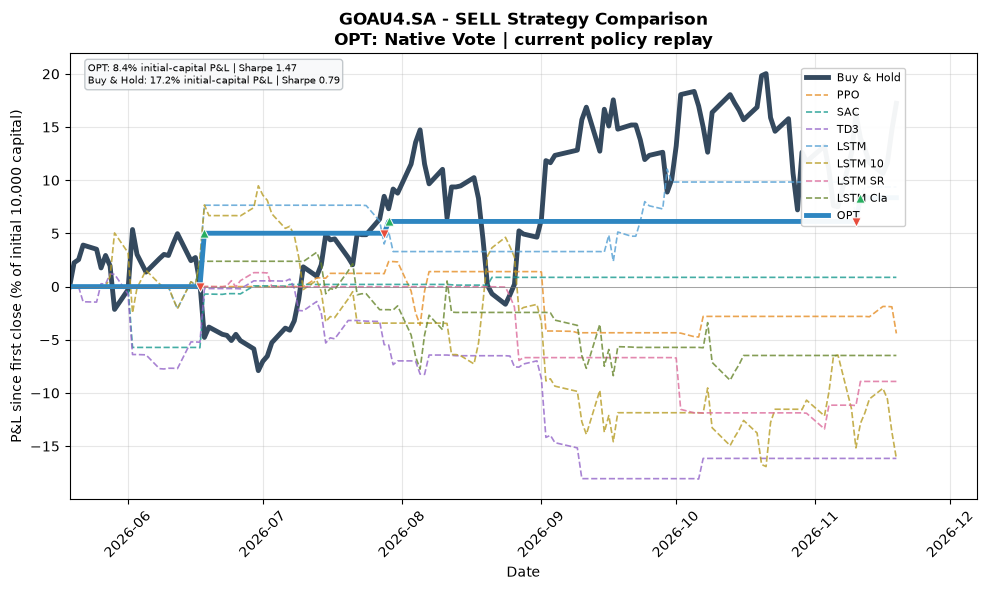 GOAU4.SA - SELL Strategy Comparison
OPT: Native Vote | current policy replay
OPT: 8.4% initial-capital P&L | Sharpe 1.47
Buy & Hold: 17.2% initial-capital P&L | Sharpe 0.79
Buy & Hold
PPO
SAC
TD3
LSTM
LSTM 10
LSTM SR
LSTM Cla
OPT
P&L since first close (% of initial 10,000 capital)
20
15
10
5
0
−5
−10
−15
2026-06
2026-07
2026-08
2026-09
2026-10
2026-11
2026-12
Date